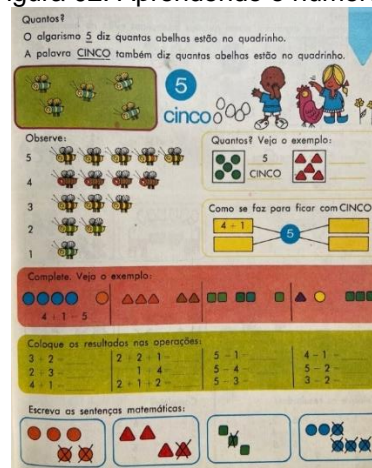 Quantos?
O algarismo 5 diz quantas abelhas estão no quadrinho.
A palavra CINCO também diz quantas abelhas estão no quadrinho.
5
cinco
Observe:
5
4
3
2
1
Quantos? Veja o exemplo:
5
CINCO
Como se faz para ficar com CINCO
4 + 1
5
Complete. Veja o exemplo:
4 + 1 = 5
Coloque os resultados nas operações:
3 + 2 = 2 + 2 + 1 = 5 - 1 = 4 - 1 =
2 + 3 = 1 + 4 = 5 - 4 = 5 - 2 =
4 + 1 = 2 + 1 + 2 = 5 - 3 = 3 - 2 =
Escreva as sentenças matemáticas: